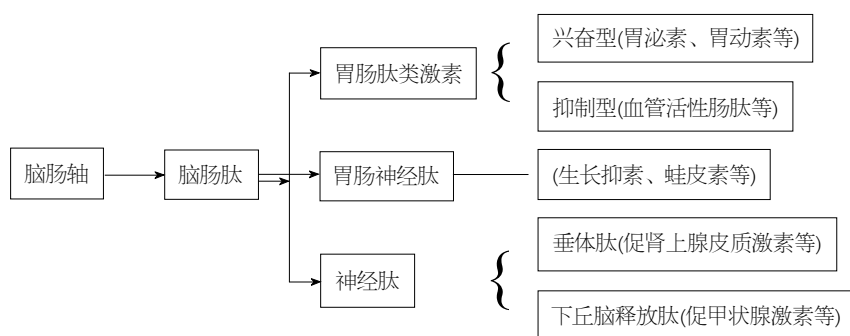 兴奋型(胃泌素、胃动素等)
胃肠肽类激素
抑制型(血管活性肠肽等)
脑肠轴
脑肠肽
胃肠神经肽
(生长抑素、蛙皮素等)
垂体肽(促肾上腺皮质激素等)
神经肽
下丘脑释放肽(促甲状腺激素等)